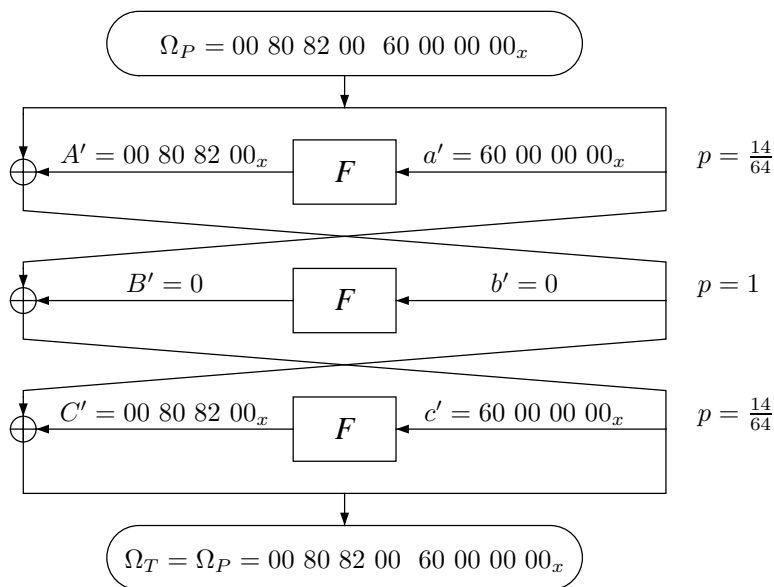 Ω_P = 00 80 82 00 60 00 00 00_x
A′ = 00 80 82 00_x F a′ = 60 00 00 00_x p = 14/64
B′ = 0 F b′ = 0 p = 1
C′ = 00 80 82 00_x F c′ = 60 00 00 00_x p = 14/64
Ω_T = Ω_P = 00 80 82 00 60 00 00 00_x